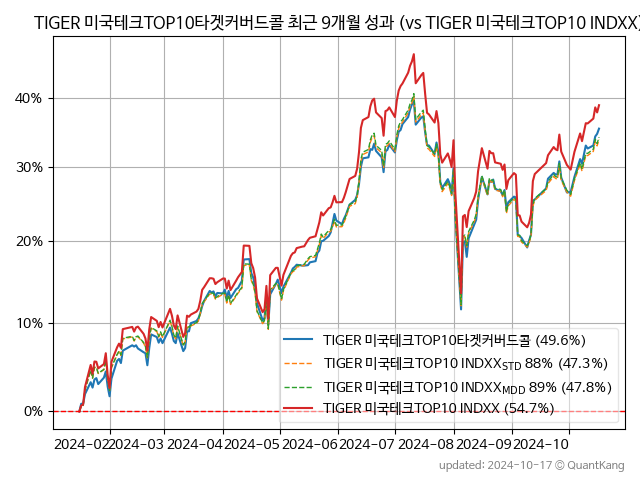 TIGER 미국테크TOP10타겟커버드콜 최근 9개월 성과 (vs TIGER 미국테크TOP10 INDXX)
40%
30%
20%
10%
0%
TIGER 미국테크TOP10타겟커버드콜 (49.6%)
TIGER 미국테크TOP10 INDXX_STD 88% (47.3%)
TIGER 미국테크TOP10 INDXX_MDD 89% (47.8%)
TIGER 미국테크TOP10 INDXX (54.7%)
2024-02 2024-03 2024-04 2024-05 2024-06 2024-07 2024-08 2024-09 2024-10
updated: 2024-10-17 © QuantKang